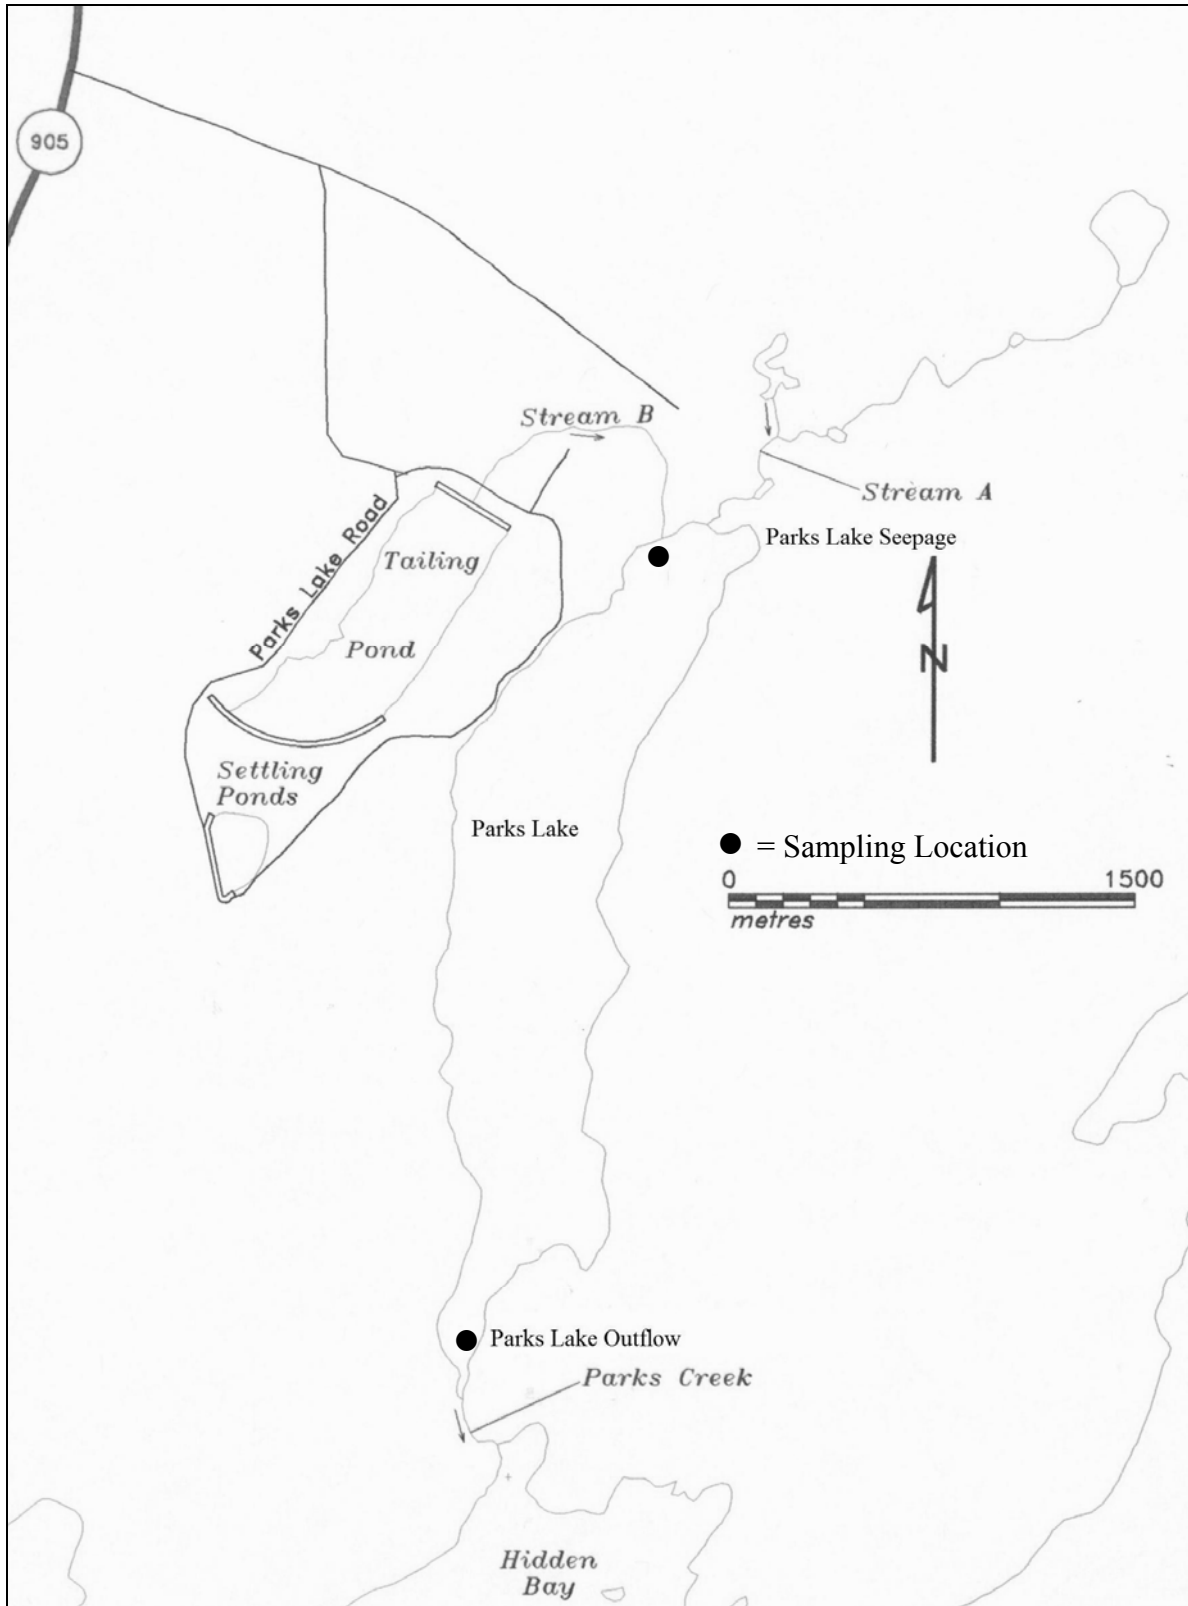 905
Stream B
Stream A
Parks Lake Seepage
Parks Lake Road
Tailing
Pond
N
Settling
Ponds
Parks Lake
● = Sampling Location
0 1500
metres
Parks Lake Outflow
Parks Creek
Hidden
Bay